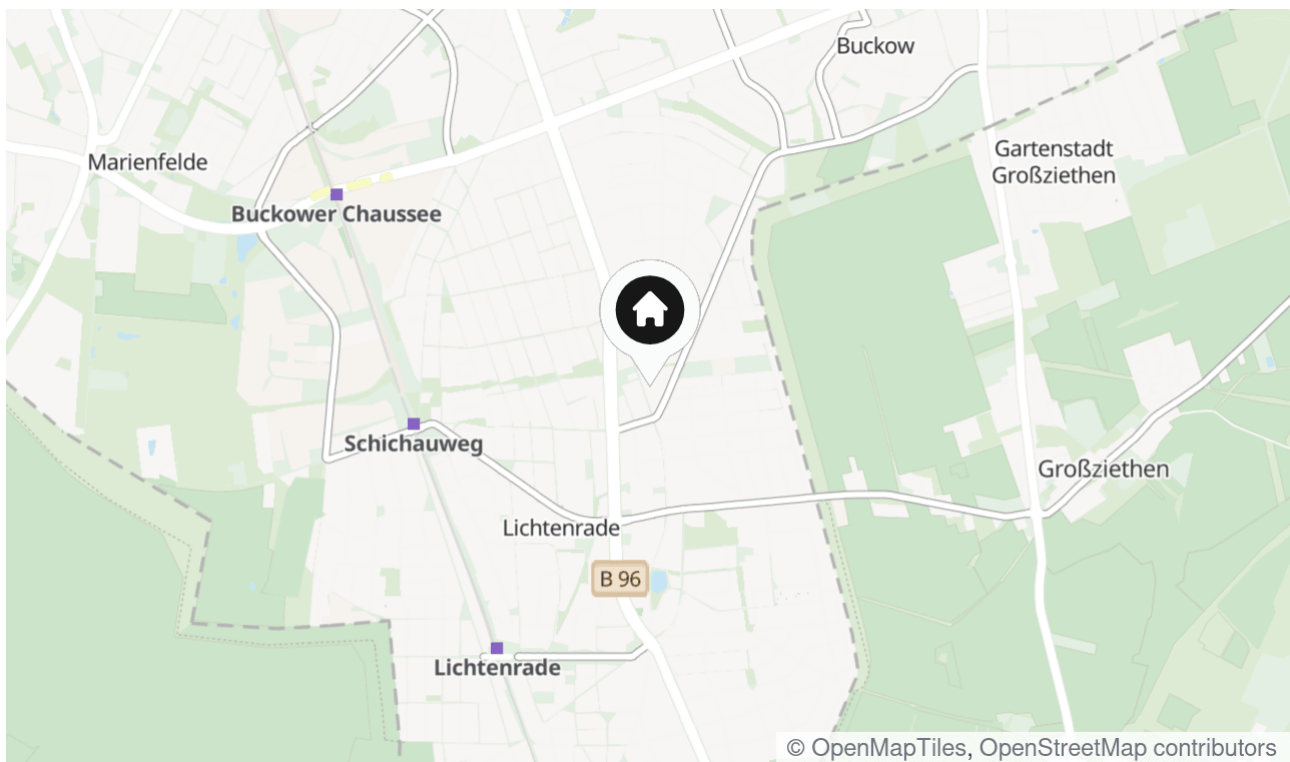 Buckow
Marienfelde
Gartenstadt
Großziethen
Buckower Chaussee
Schichauweg
Großziethen
Lichtenrade
B 96
Lichtenrade
© OpenMapTiles, OpenStreetMap contributors